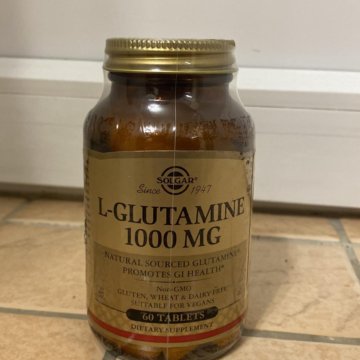 SOLGAR®
Since 1947
L-GLUTAMINE
1000 MG
NATURAL SOURCED GLUTAMINE
PROMOTES GI HEALTH*
Non-GMO
GLUTEN, WHEAT & DAIRY FREE
SUITABLE FOR VEGANS
60 TABLETS
DIETARY SUPPLEMENT